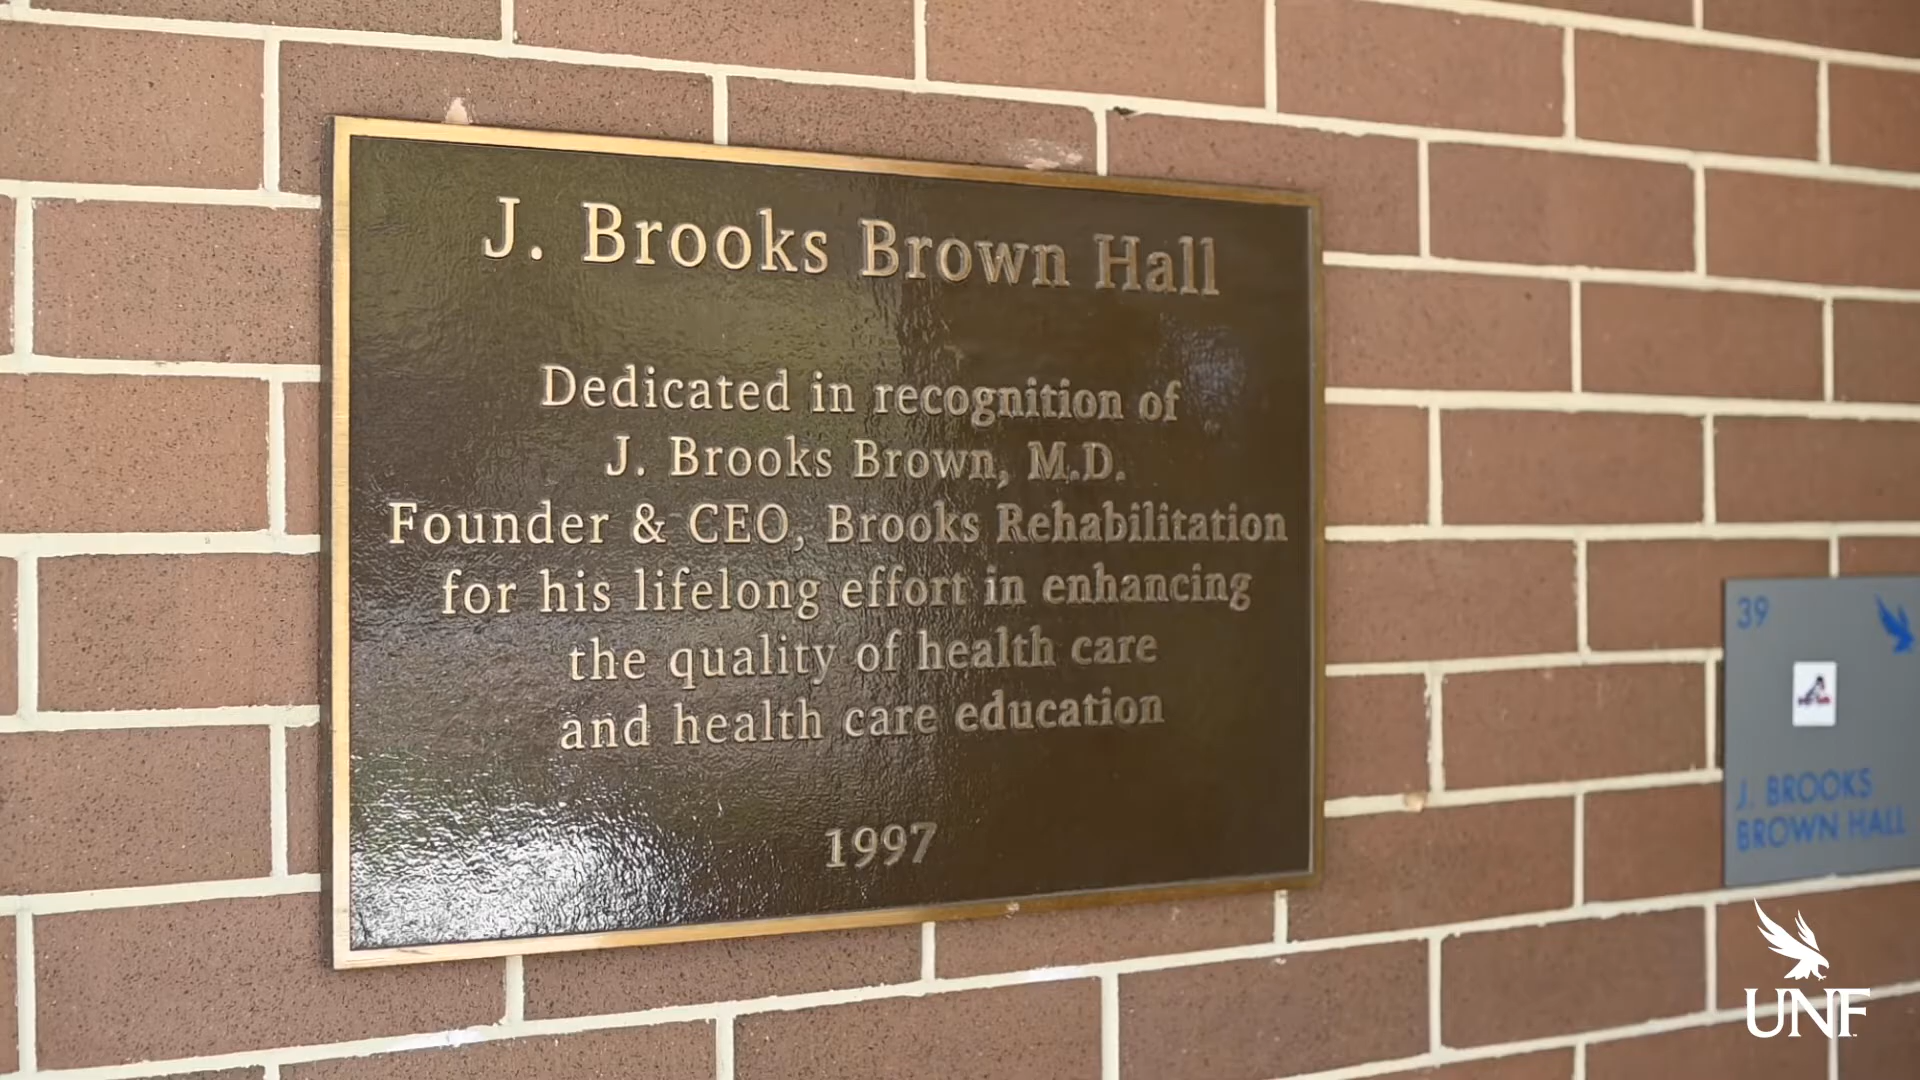 J. Brooks Brown Hall
Dedicated in recognition of
J. Brooks Brown, M.D.
Founder & CEO, Brooks Rehabilitation
for his lifelong effort in enhancing
the quality of health care
and health care education
1997
39
J. BROOKS
BROWN HALL
UNF